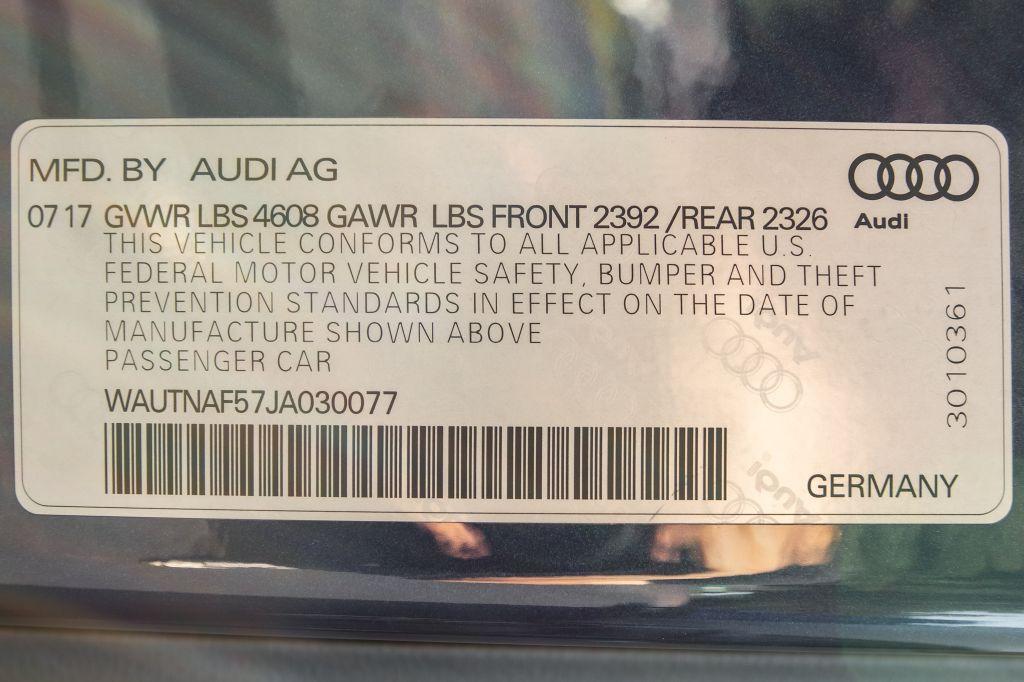 MFD. BY AUDI AG
Audi
07 17 GVWR LBS 4608 GAWR LBS FRONT 2392 /REAR 2326
THIS VEHICLE CONFORMS TO ALL APPLICABLE U.S.
FEDERAL MOTOR VEHICLE SAFETY, BUMPER AND THEFT
PREVENTION STANDARDS IN EFFECT ON THE DATE OF
MANUFACTURE SHOWN ABOVE
PASSENGER CAR
WAUTNAF57JA030077
3010361
Audi
Audi
GERMANY